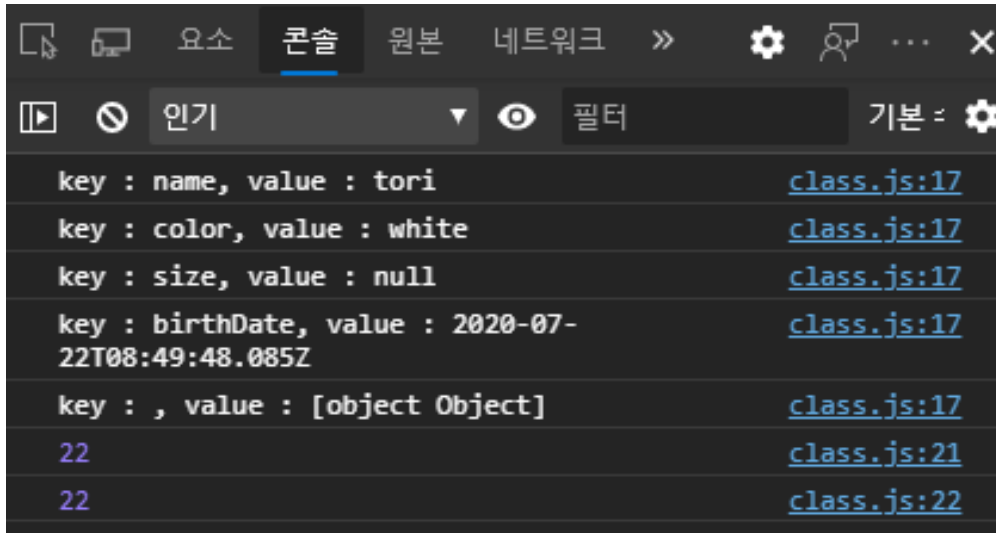 요소 콘솔 원본 네트워크 » ··· ×
인기 ▼ 필터 기본
key : name, value : tori class.js:17
key : color, value : white class.js:17
key : size, value : null class.js:17
key : birthDate, value : 2020-07- class.js:17
22T08:49:48.085Z
key : , value : [object Object] class.js:17
22 class.js:21
22 class.js:22